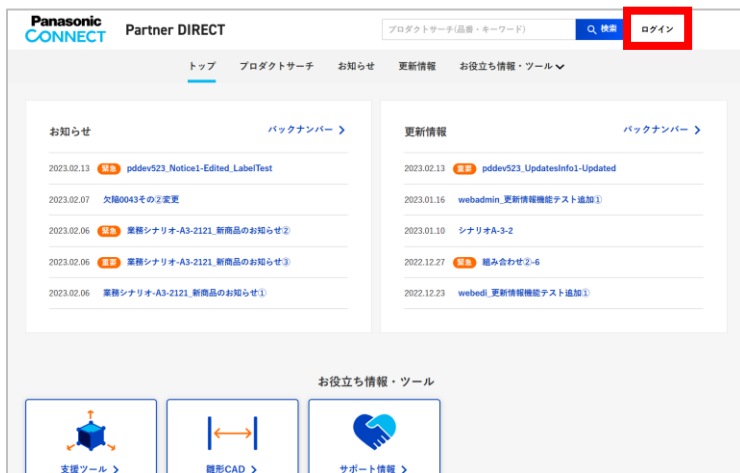 Panasonic
CONNECT
Partner DIRECT
プロダクトサーチ(品番・キーワード)
検索
ログイン
トップ
プロダクトサーチ
お知らせ
更新情報
お役立ち情報・ツール
お知らせ
バックナンバー
2023.02.13 緊急 pddev523_Notice1-Edited_LabelTest
2023.02.07 欠陥0043その②変更
2023.02.06 緊急 業務シナリオ-A3-2121_新商品のお知らせ②
2023.02.06 重要 業務シナリオ-A3-2121_新商品のお知らせ③
2023.02.06 業務シナリオ-A3-2121_新商品のお知らせ①
更新情報
バックナンバー
2023.02.13 重要 pddev523_UpdatesInfo1-Updated
2023.01.16 webadmin_更新情報機能テスト追加①
2023.01.10 シナリオA-3-2
2022.12.27 緊急 組み合わせ②-6
2022.12.23 webedi_更新情報機能テスト追加①
お役立ち情報・ツール
支援ツール
雛形CAD
サポート情報